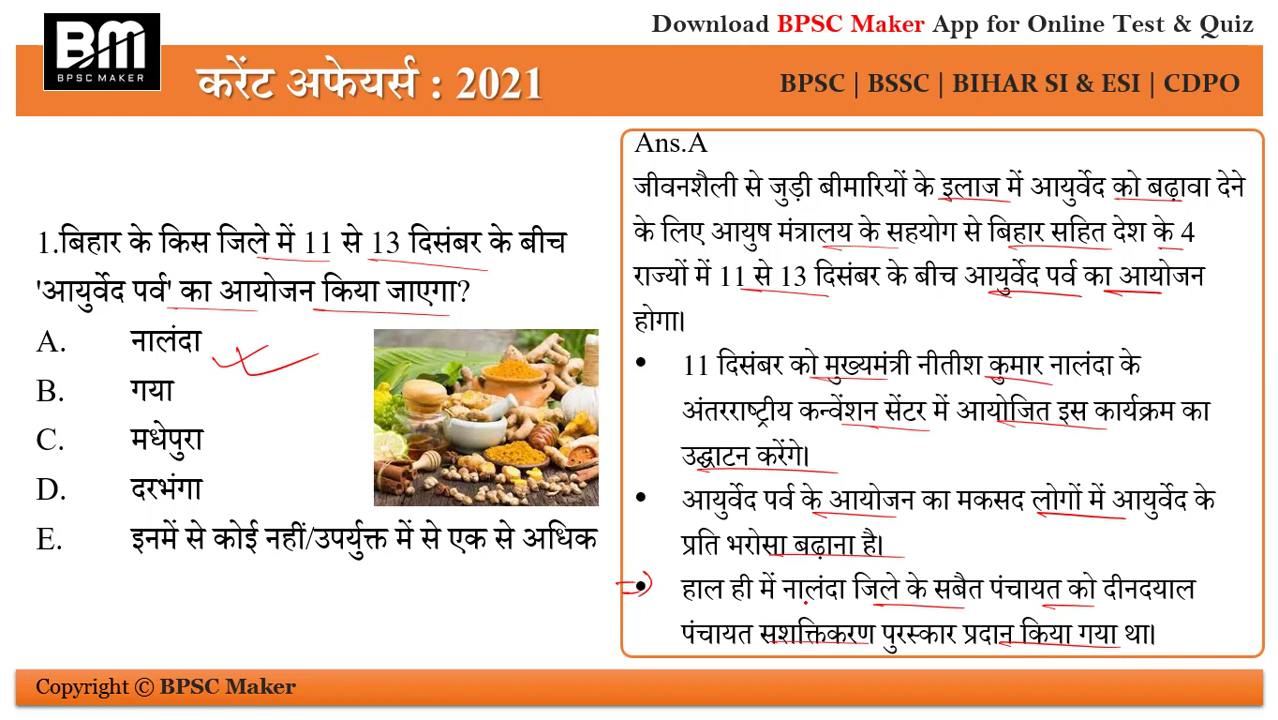 Download BPSC Maker App for Online Test & Quiz
BM
BPSC MAKER
करेंट अफेयर्स : 2021
BPSC | BSSC | BIHAR SI & ESI | CDPO
1.बिहार के किस जिले में 11 से 13 दिसंबर के बीच
'आयुर्वेद पर्व' का आयोजन किया जाएगा?
A. नालंदा
B. गया
C. मधेपुरा
D. दरभंगा
E. इनमें से कोई नहीं/उपर्युक्त में से एक से अधिक
Ans.A
जीवनशैली से जुड़ी बीमारियों के इलाज में आयुर्वेद को बढ़ावा देने
के लिए आयुष मंत्रालय के सहयोग से बिहार सहित देश के 4
राज्यों में 11 से 13 दिसंबर के बीच आयुर्वेद पर्व का आयोजन
होगा।
• 11 दिसंबर को मुख्यमंत्री नीतीश कुमार नालंदा के
अंतरराष्ट्रीय कन्वेंशन सेंटर में आयोजित इस कार्यक्रम का
उद्घाटन करेंगे।
• आयुर्वेद पर्व के आयोजन का मकसद लोगों में आयुर्वेद के
प्रति भरोसा बढ़ाना है।
• हाल ही में नालंदा जिले के सबैत पंचायत को दीनदयाल
पंचायत सशक्तिकरण पुरस्कार प्रदान किया गया था।
Copyright © BPSC Maker